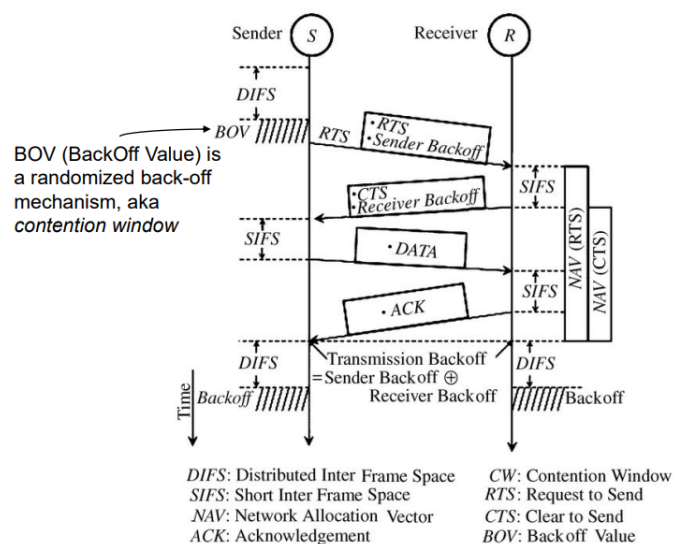 Sender S Receiver R
DIFS
BOV
RTS
• RTS
• Sender Backoff
BOV (BackOff Value) is
a randomized back-off
mechanism, aka
contention window
SIFS
• CTS
• Receiver Backoff
SIFS
• DATA
NAV (RTS)
NAV (CTS)
SIFS
• ACK
DIFS
Transmission Backoff
= Sender Backoff ⊕
Receiver Backoff
DIFS
Time
Backoff
Backoff
DIFS: Distributed Inter Frame Space
SIFS: Short Inter Frame Space
NAV: Network Allocation Vector
ACK: Acknowledgement
CW: Contention Window
RTS: Request to Send
CTS: Clear to Send
BOV: Backoff Value